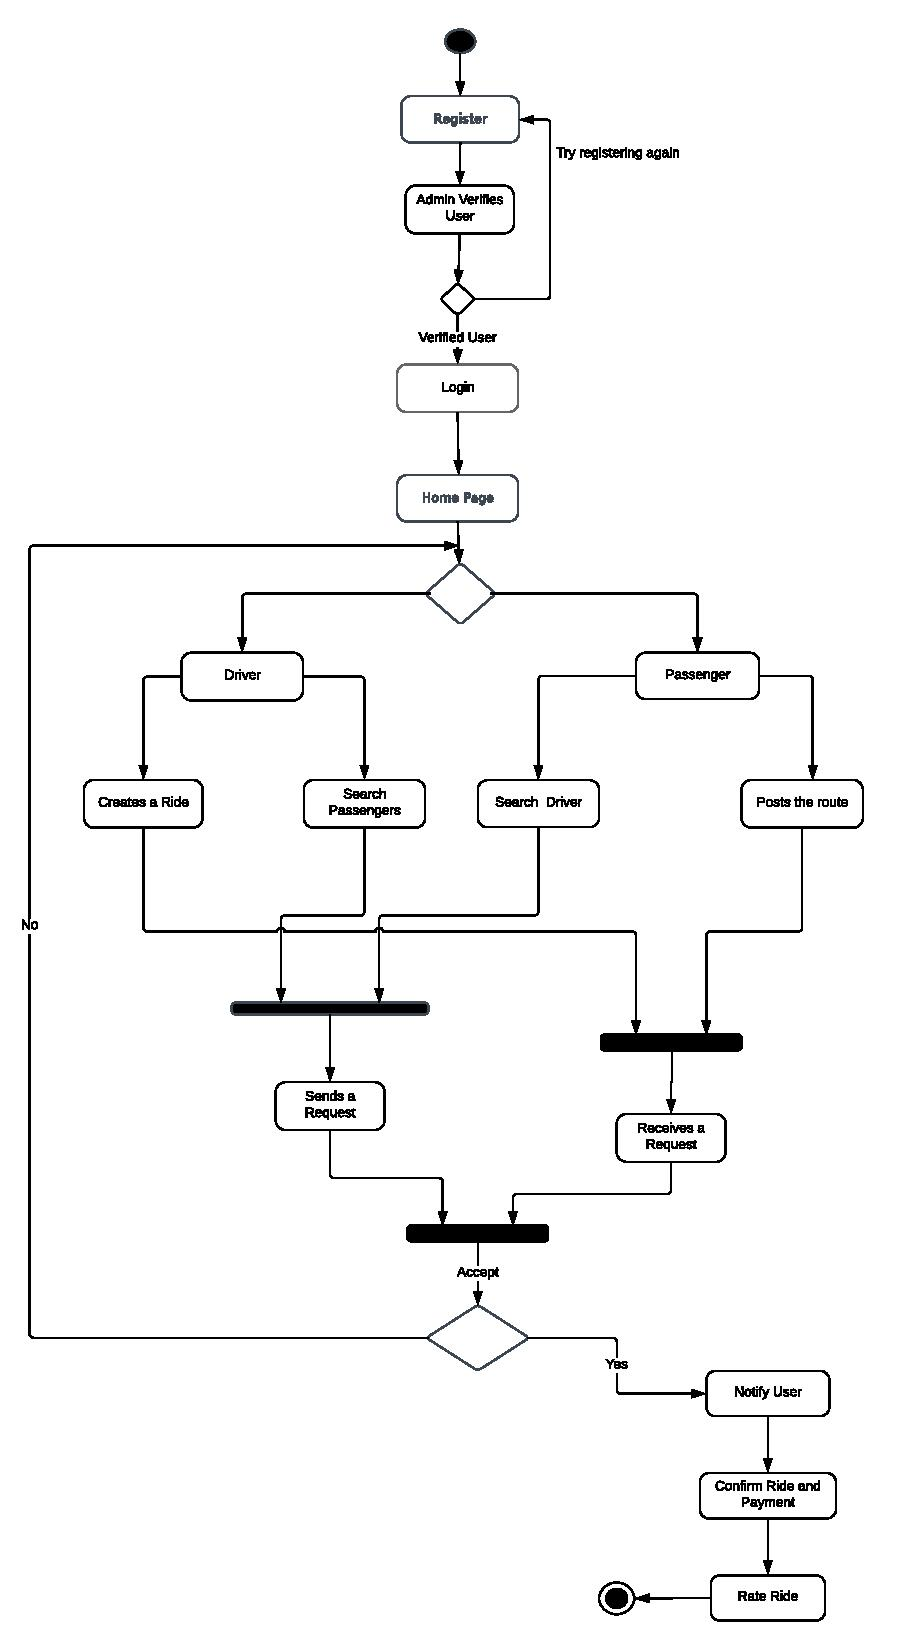 Register
Try registering again
Admin Verifies
User
Verified User
Login
Home Page
Driver
Passenger
Creates a Ride
Search
Passengers
Search Driver
Posts the route
No
Sends a
Request
Receives a
Request
Accept
Yes
Notify User
Confirm Ride and
Payment
Rate Ride